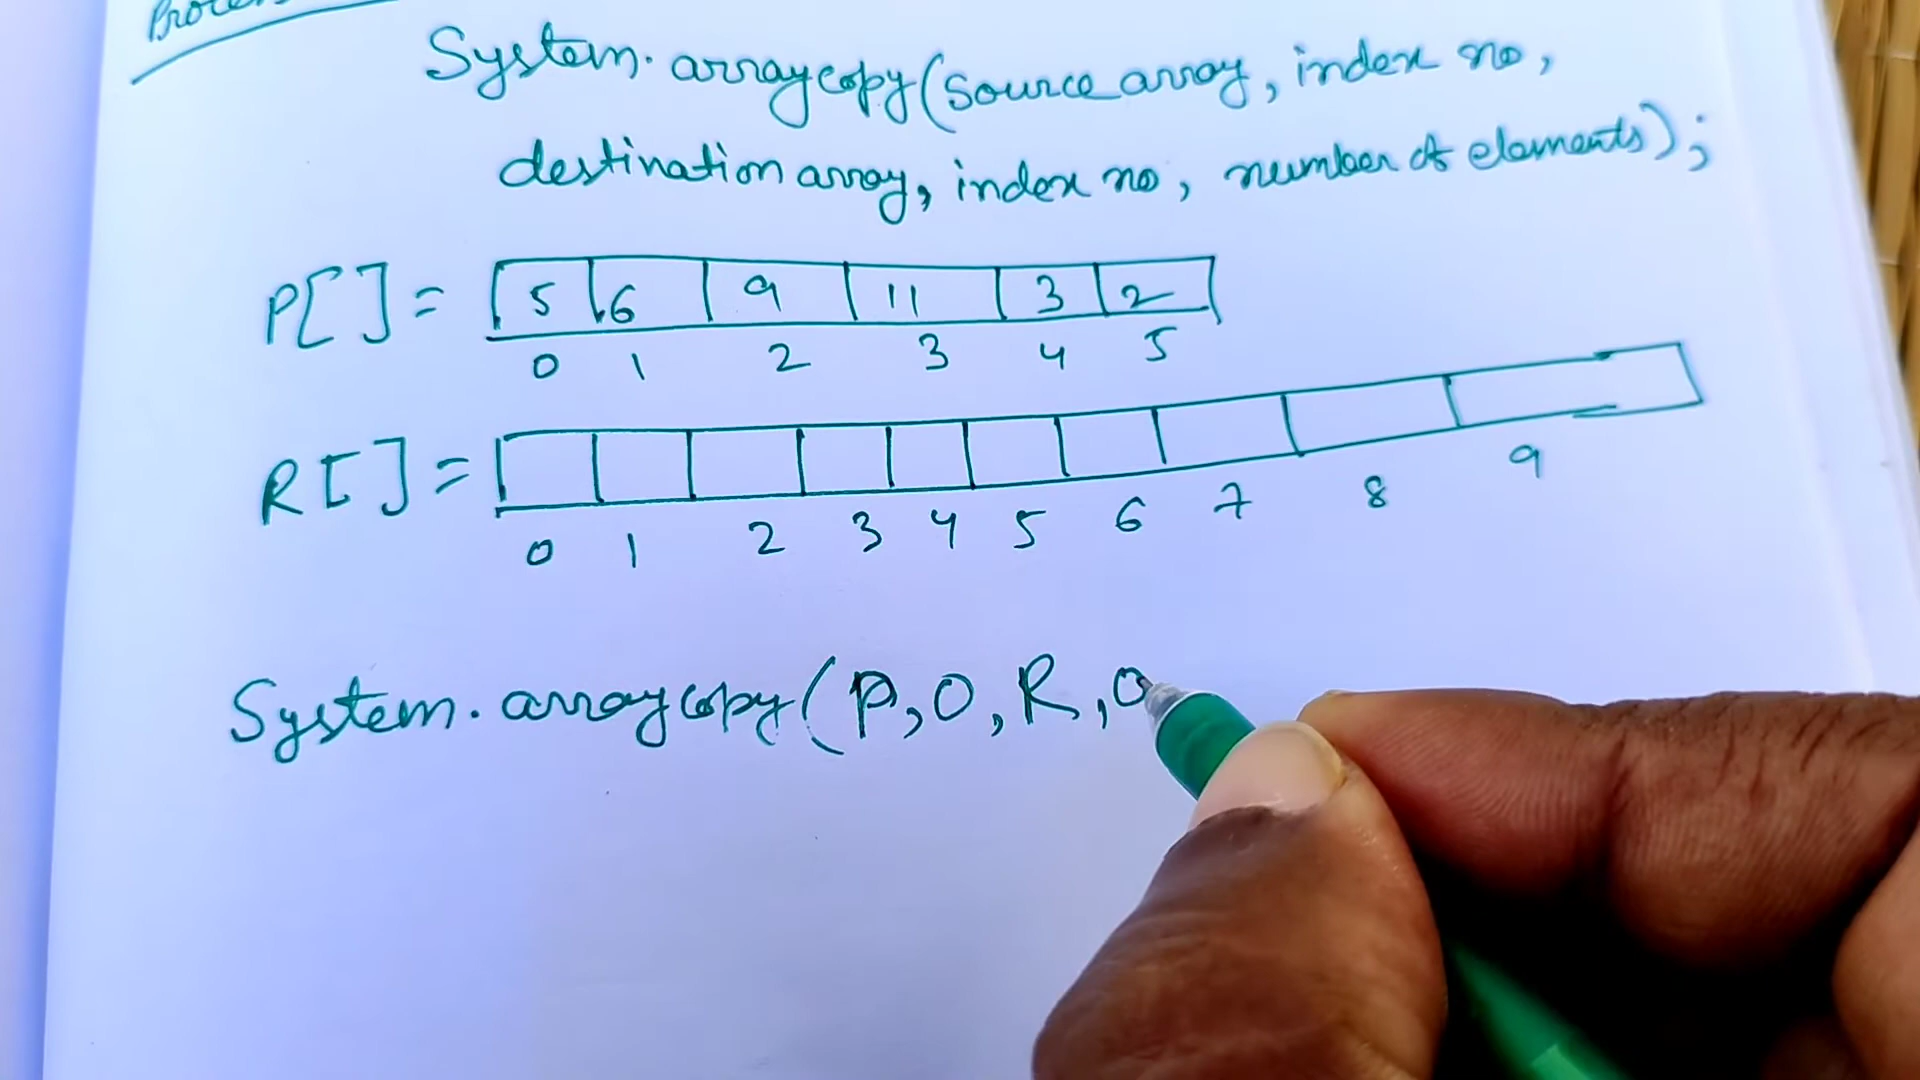 System.arraycopy(Source array, index no,
destination array, index no, number of elements);
P[ ] = 5 6 9 11 3 2
0 1 2 3 4 5
R[ ] =
0 1 2 3 4 5 6 7 8 9
System.arraycopy(P,0,R,0